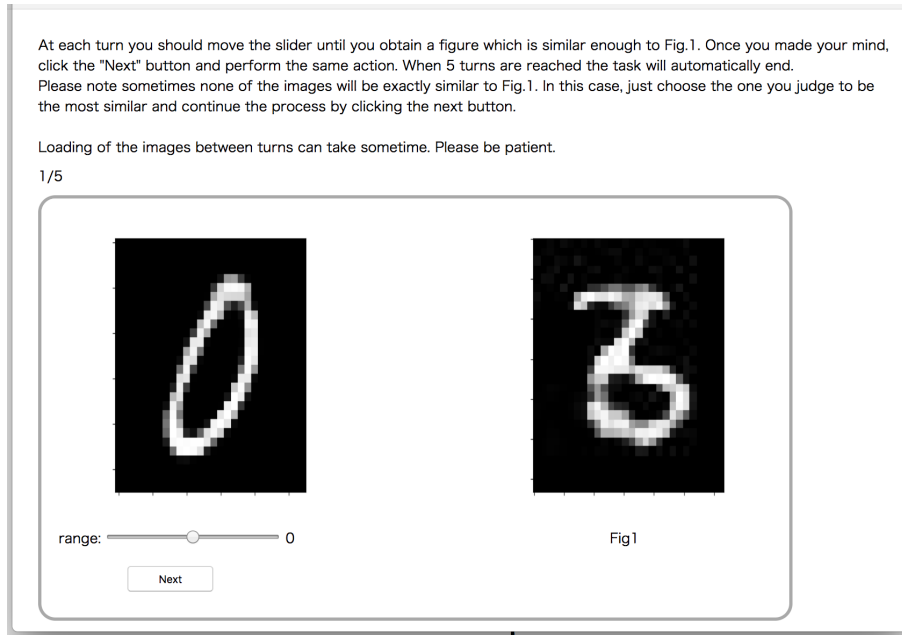 At each turn you should move the slider until you obtain a figure which is similar enough to Fig.1. Once you made your mind,
click the "Next" button and perform the same action. When 5 turns are reached the task will automatically end.
Please note sometimes none of the images will be exactly similar to Fig.1. In this case, just choose the one you judge to be
the most similar and continue the process by clicking the next button.
Loading of the images between turns can take sometime. Please be patient.
1/5
range: 0
Fig1
Next